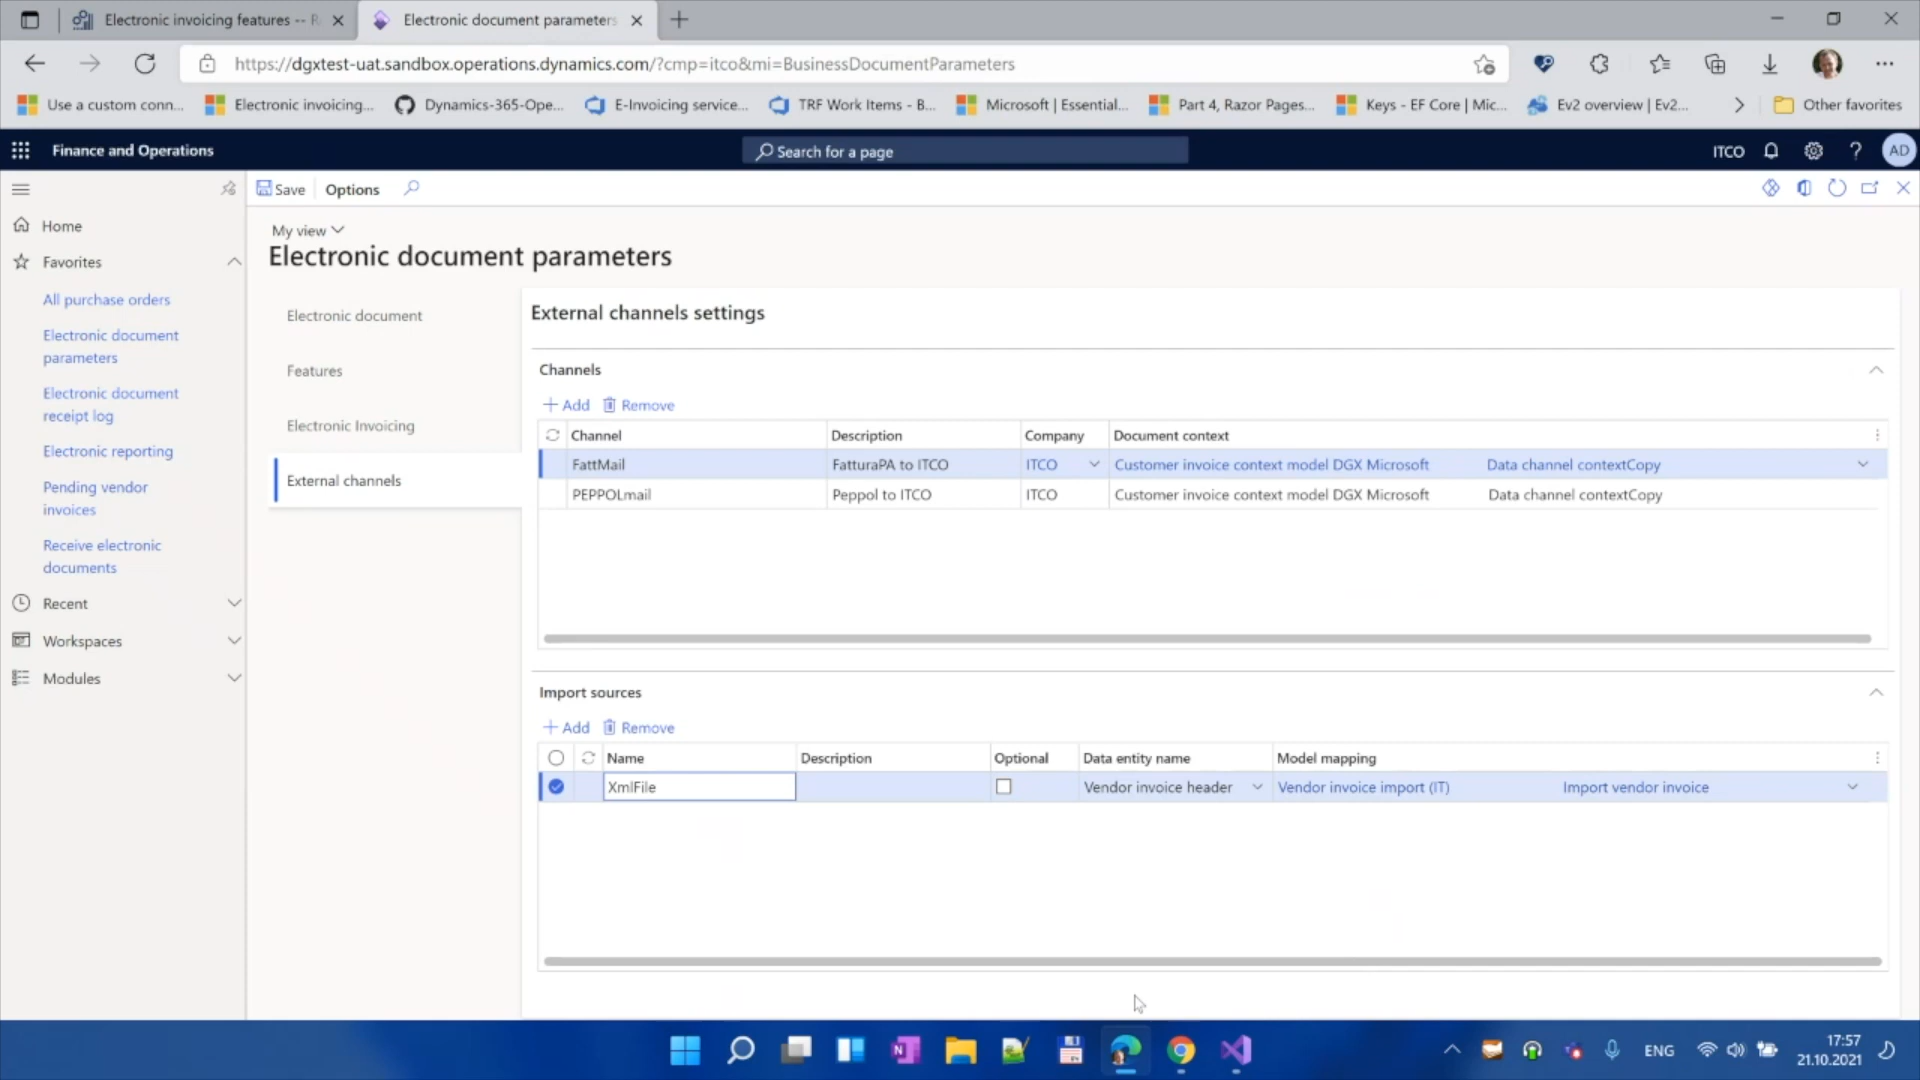 Electronic invoicing features -- R
Electronic document parameters
https://dgxtest-uat.sandbox.operations.dynamics.com/?cmp=itco&mi=BusinessDocumentParameters
Use a custom conn...
Electronic invoicing...
Dynamics-365-Ope...
E-Invoicing service...
TRF Work Items - B...
Microsoft | Essential...
Part 4, Razor Pages...
Keys - EF Core | Mic...
Ev2 overview | Ev2...
Other favorites
Finance and Operations
Search for a page
ITCO
?
AD
Save
Options
Home
Favorites
All purchase orders
Electronic document
parameters
Electronic document
receipt log
Electronic reporting
Pending vendor
invoices
Receive electronic
documents
Recent
Workspaces
Modules
My view
Electronic document parameters
Electronic document
Features
Electronic Invoicing
External channels
External channels settings
Channels
+ Add
Remove
Channel Description Company Document context
FattMail FatturaPA to ITCO ITCO Customer invoice context model DGX Microsoft Data channel contextCopy
PEPPOLmail Peppol to ITCO ITCO Customer invoice context model DGX Microsoft Data channel contextCopy
Import sources
+ Add
Remove
Name Description Optional Data entity name Model mapping
XmlFile Vendor invoice header Vendor invoice import (IT) Import vendor invoice
ENG
17:57
21.10.2021